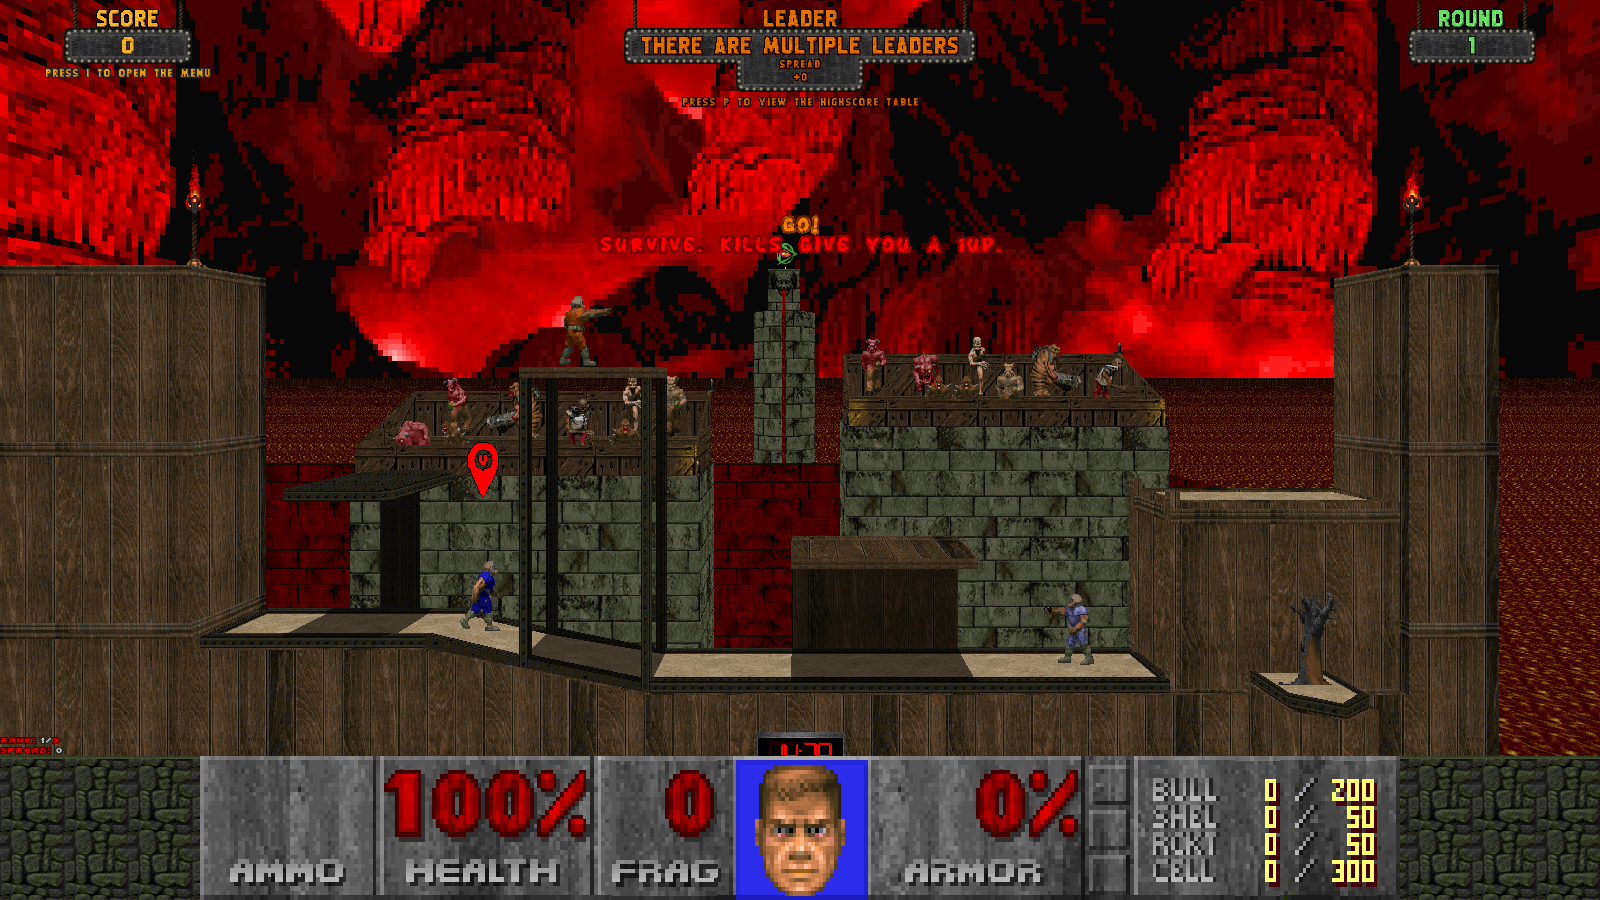 SCORE
0
PRESS I TO OPEN THE MENU
LEADER
THERE ARE MULTIPLE LEADERS
SPREAD
+0
PRESS P TO VIEW THE HIGHSCORE TABLE
ROUND
1
GO!
SURVIVE. KILLS GIVE YOU A 1UP.
U
SPREAD: 0
100% 0 0%
AMMO HEALTH FRAG ARMOR
BULL 0 / 200
SHEL 0 / 50
RCKT 0 / 50
CELL 0 / 300